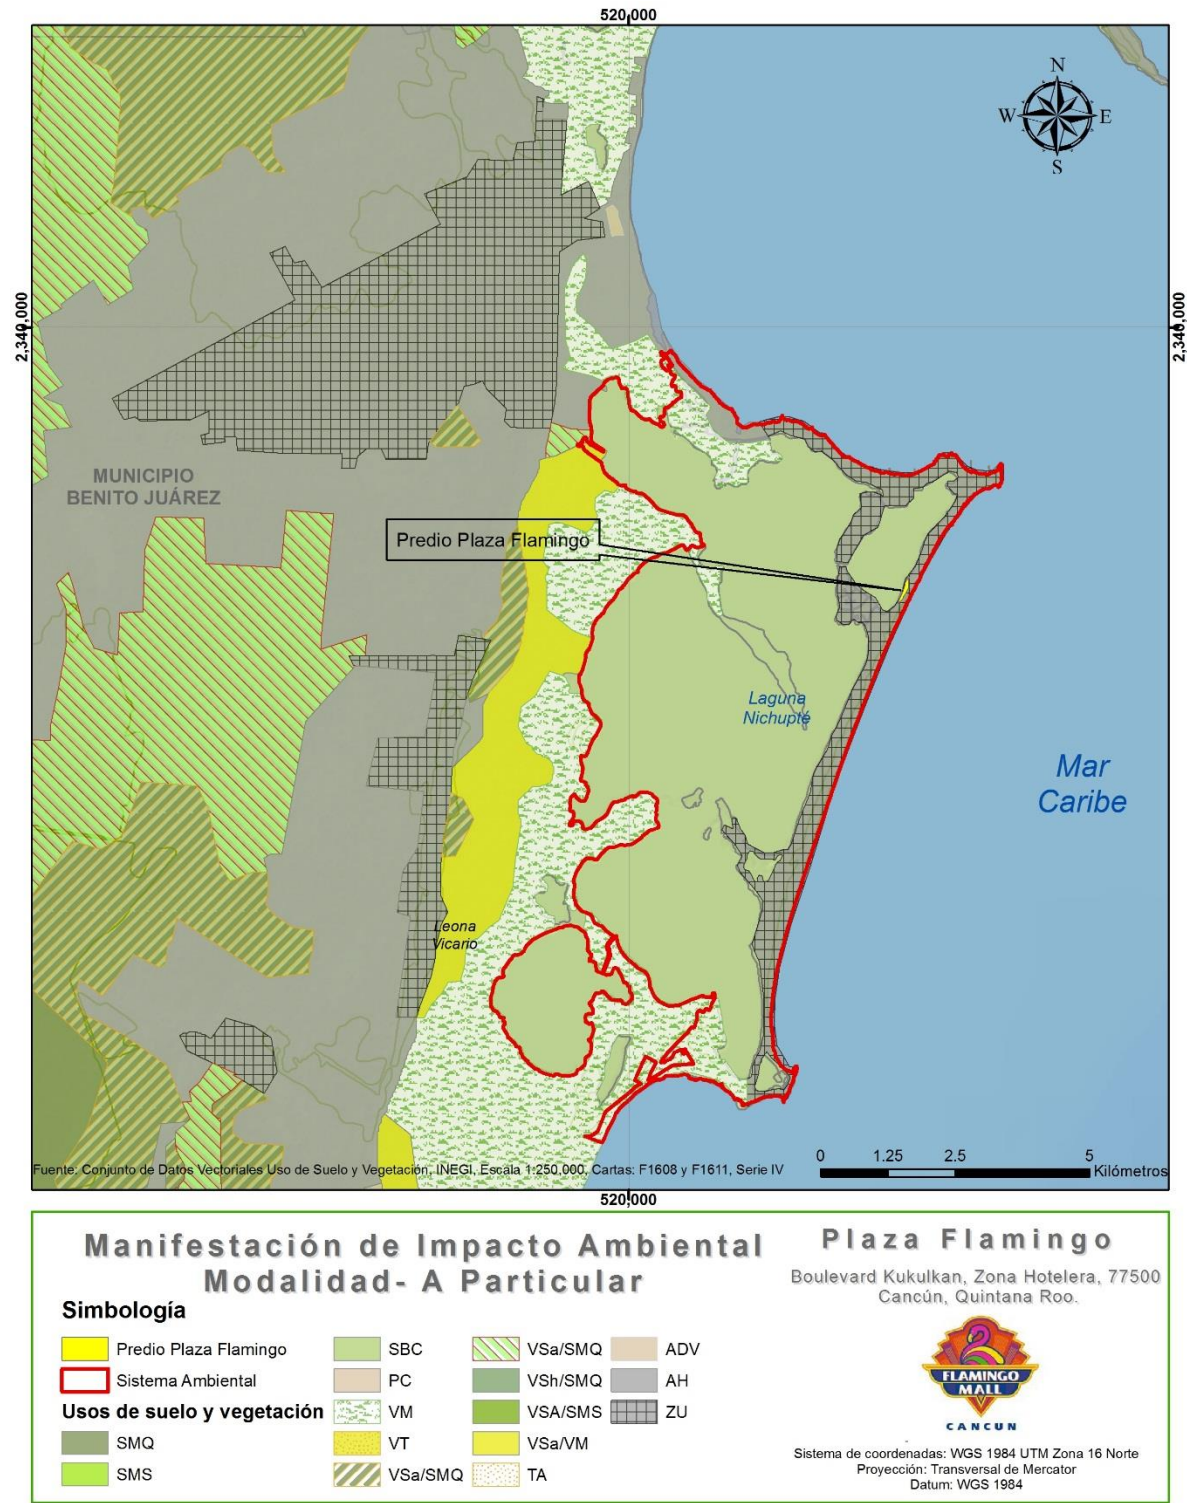 520,000
N
W E
S
2,340,000
2,340,000
MUNICIPIO
BENITO JUÁREZ
Predio Plaza Flamingo
Laguna
Nichupté
Mar
Caribe
Leona
Vicario
Fuente: Conjunto de Datos Vectoriales Uso de Suelo y Vegetación, INEGI, Escala 1:250,000, Cartas: F1608 y F1611, Serie IV
0 1.25 2.5 5
Kilómetros
520,000
Manifestación de Impacto Ambiental
Modalidad- A Particular
Simbología
Predio Plaza Flamingo
Sistema Ambiental
Usos de suelo y vegetación
SMQ
SMS
SBC
PC
VM
VT
VSa/SMQ
VSa/SMQ
VSh/SMQ
VSA/SMS
VSa/VM
TA
ADV
AH
ZU
Plaza Flamingo
Boulevard Kukulkan, Zona Hotelera, 77500
Cancún, Quintana Roo.
FLAMINGO
MALL
CANCUN
Sistema de coordenadas: WGS 1984 UTM Zona 16 Norte
Proyección: Transversal de Mercator
Datum: WGS 1984